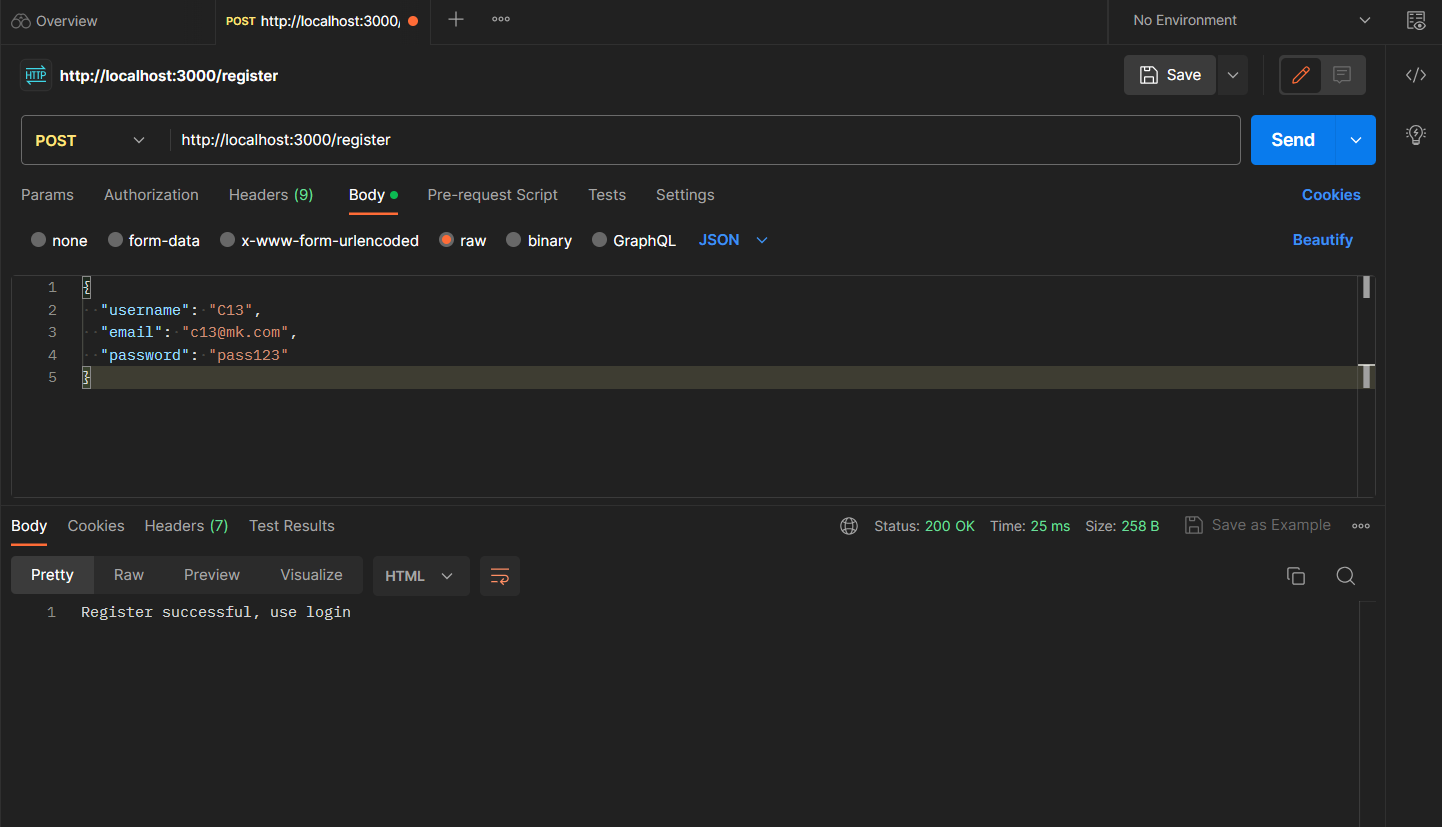 Overview
POST http://localhost:3000/
No Environment
HTTP http://localhost:3000/register
Save
POST http://localhost:3000/register
Send
Params Authorization Headers (9) Body Pre-request Script Tests Settings Cookies
none form-data x-www-form-urlencoded raw binary GraphQL JSON Beautify
1 {
2 "username": "C13",
3 "email": "c13@mk.com",
4 "password": "pass123"
5 }
Body Cookies Headers (7) Test Results Status: 200 OK Time: 25 ms Size: 258 B Save as Example
Pretty Raw Preview Visualize HTML
1 Register successful, use login